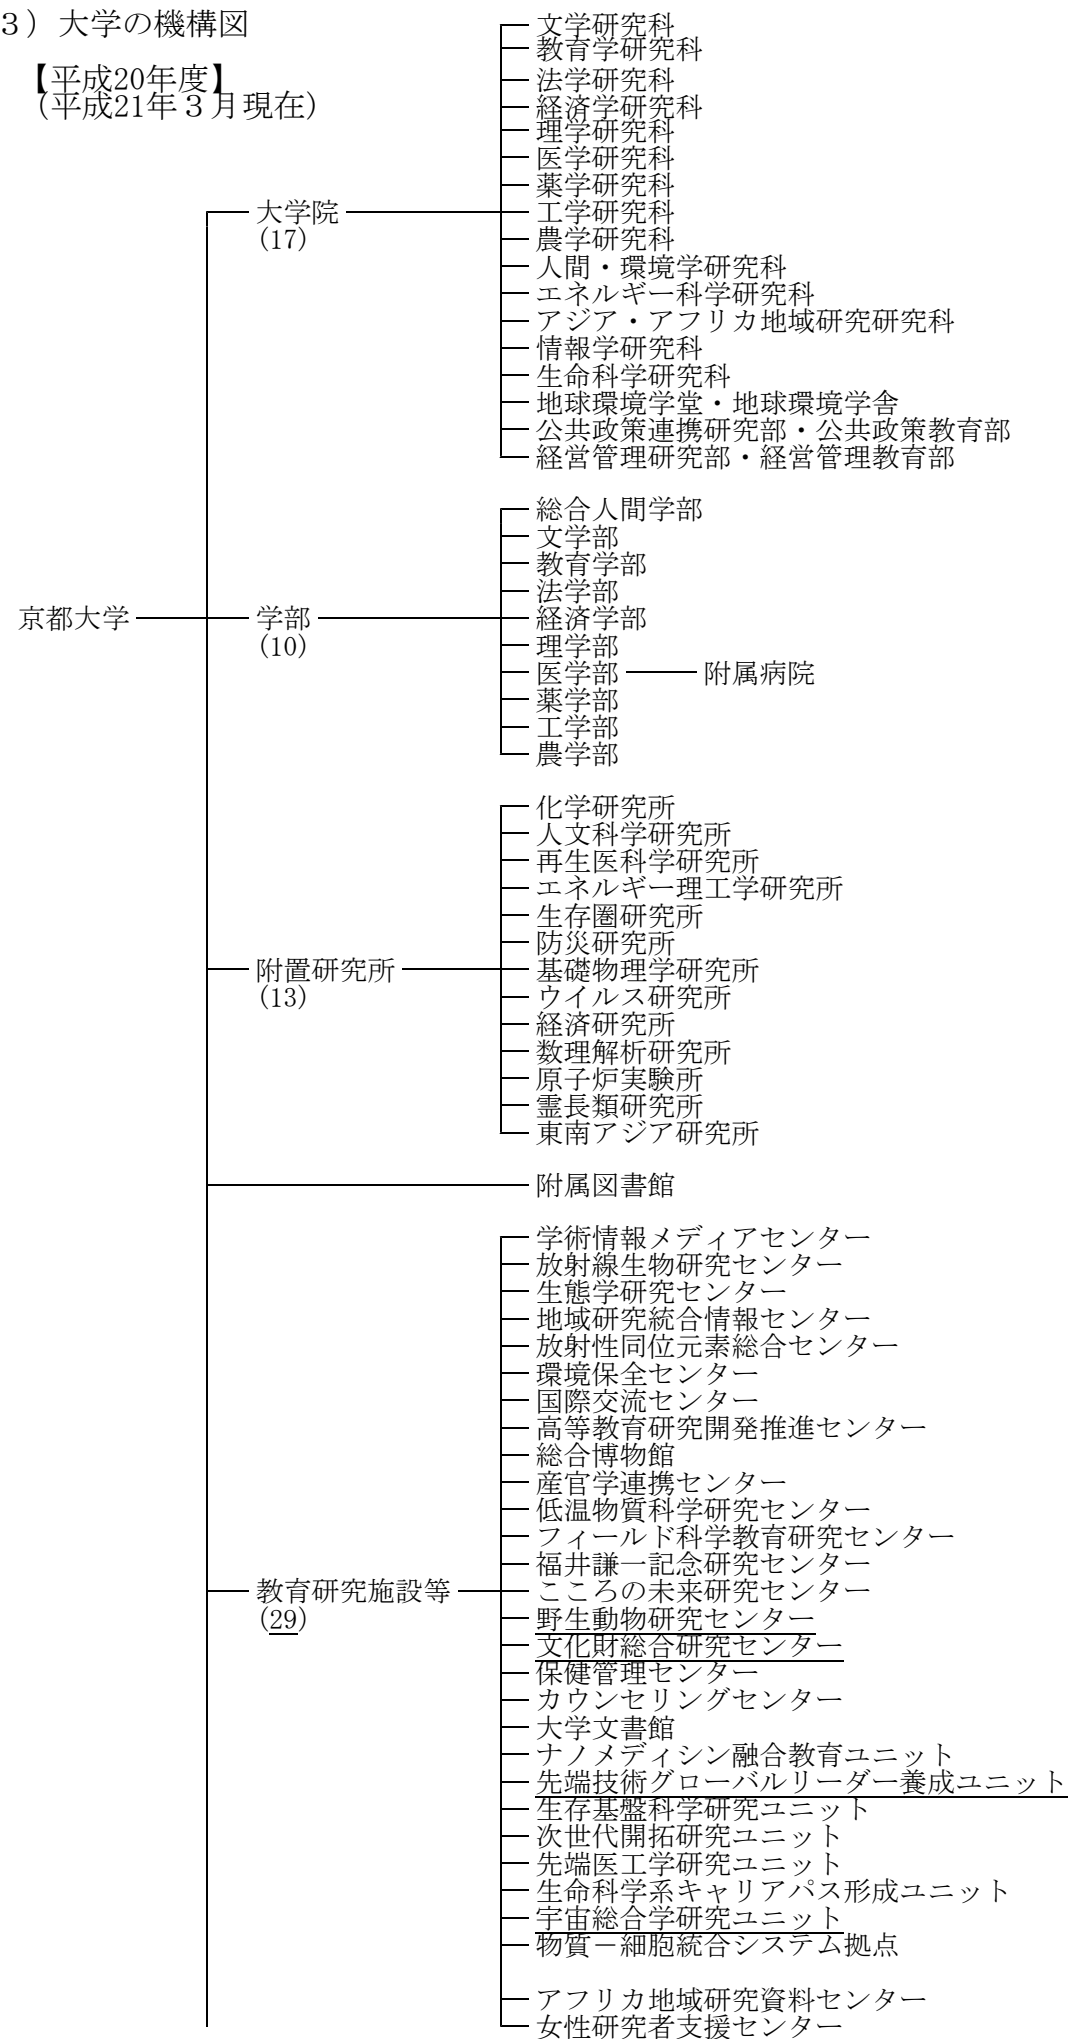 3）大学の機構図
【平成20年度】
（平成21年３月現在）
文学研究科
教育学研究科
法学研究科
経済学研究科
理学研究科
医学研究科
薬学研究科
大学院
工学研究科
(17)
農学研究科
人間・環境学研究科
エネルギー科学研究科
アジア・アフリカ地域研究研究科
情報学研究科
生命科学研究科
地球環境学堂・地球環境学舎
公共政策連携研究部・公共政策教育部
経営管理研究部・経営管理教育部
総合人間学部
文学部
教育学部
法学部
京都大学
学部
経済学部
(10)
理学部
医学部
附属病院
薬学部
工学部
農学部
化学研究所
人文科学研究所
再生医科学研究所
エネルギー理工学研究所
生存圏研究所
防災研究所
附置研究所
基礎物理学研究所
(13)
ウイルス研究所
経済研究所
数理解析研究所
原子炉実験所
霊長類研究所
東南アジア研究所
附属図書館
学術情報メディアセンター
放射線生物研究センター
生態学研究センター
地域研究統合情報センター
放射性同位元素総合センター
環境保全センター
国際交流センター
高等教育研究開発推進センター
総合博物館
産官学連携センター
低温物質科学研究センター
フィールド科学教育研究センター
福井謙一記念研究センター
教育研究施設等
こころの未来研究センター
(29)
野生動物研究センター
文化財総合研究センター
保健管理センター
カウンセリングセンター
大学文書館
ナノメディシン融合教育ユニット
先端技術グローバルリーダー養成ユニット
生存基盤科学研究ユニット
次世代開拓研究ユニット
先端医工学研究ユニット
生命科学系キャリアパス形成ユニット
宇宙総合学研究ユニット
物質－細胞統合システム拠点
アフリカ地域研究資料センター
女性研究者支援センター